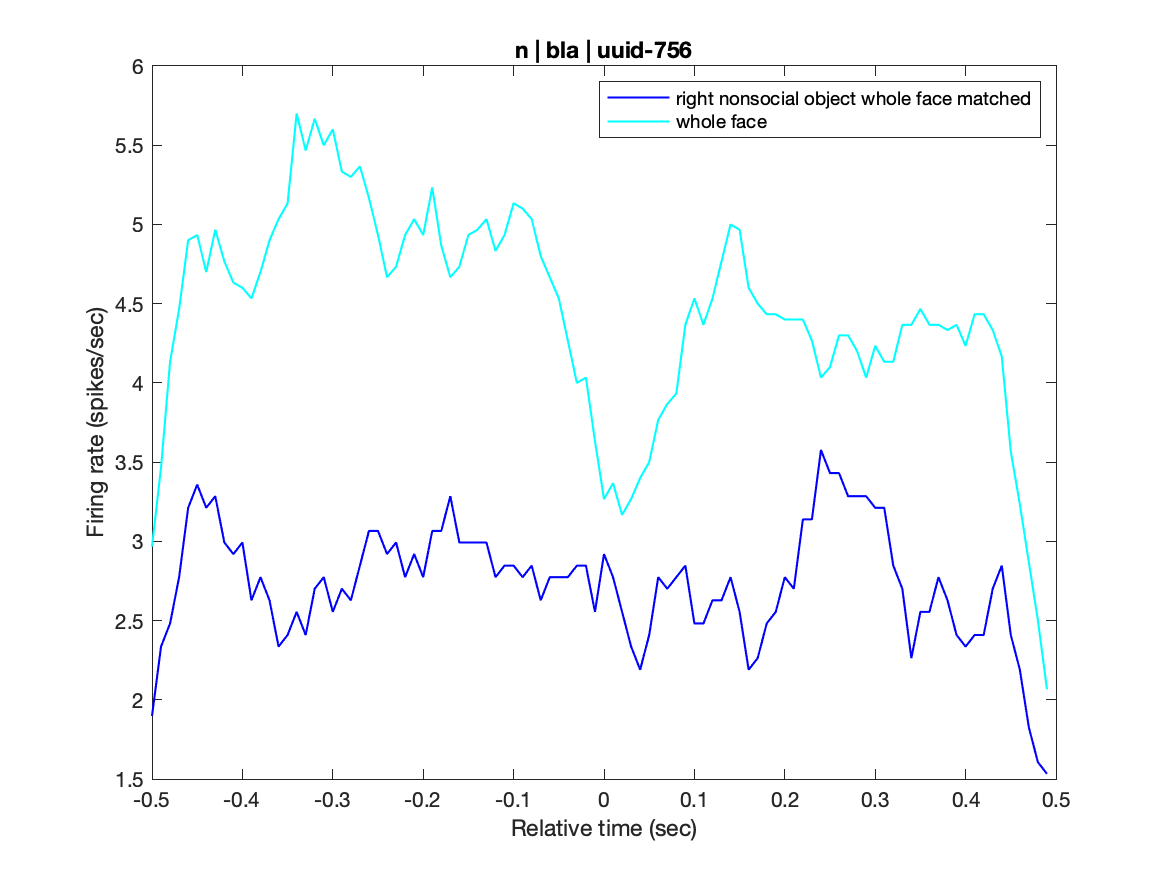 n | bla | uuid-756
right nonsocial object whole face matched
whole face
Firing rate (spikes/sec)
6
5.5
5
4.5
4
3.5
3
2.5
2
1.5
-0.5 -0.4 -0.3 -0.2 -0.1 0 0.1 0.2 0.3 0.4 0.5
Relative time (sec)